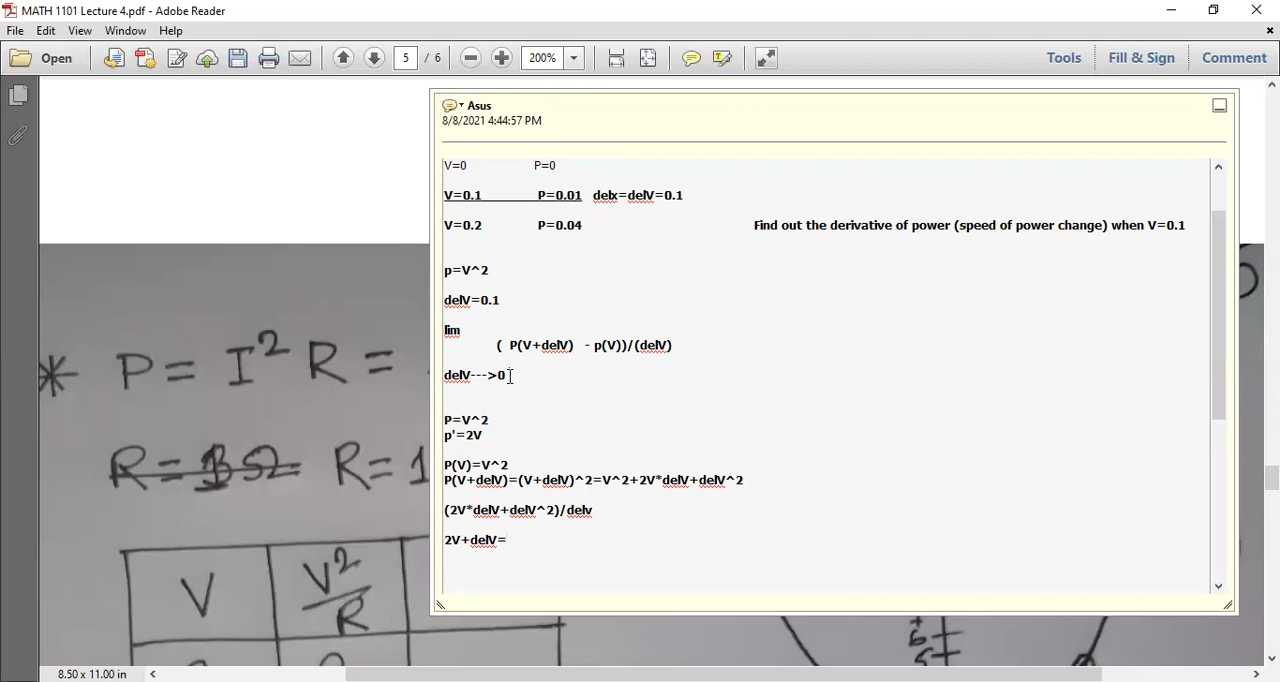 MATH 1101 Lecture 4.pdf - Adobe Reader
File Edit View Window Help
Open 5 / 6 200% Tools Fill & Sign Comment
Asus
8/8/2021 4:44:57 PM
V=0 P=0
V=0.1 P=0.01 delx=delV=0.1
V=0.2 P=0.04 Find out the derivative of power (speed of power change) when V=0.1
p=V^2
delV=0.1
lim
( P(V+delV) - p(V))/(delV)
delV--->0
P=V^2
p'=2V
P(V)=V^2
P(V+delV)=(V+delV)^2=V^2+2V*delV+delV^2
(2V*delV+delV^2)/delv
2V+delV=
* P = I² R =
R = 1
V V²/R
+6
5
8.50 x 11.00 in